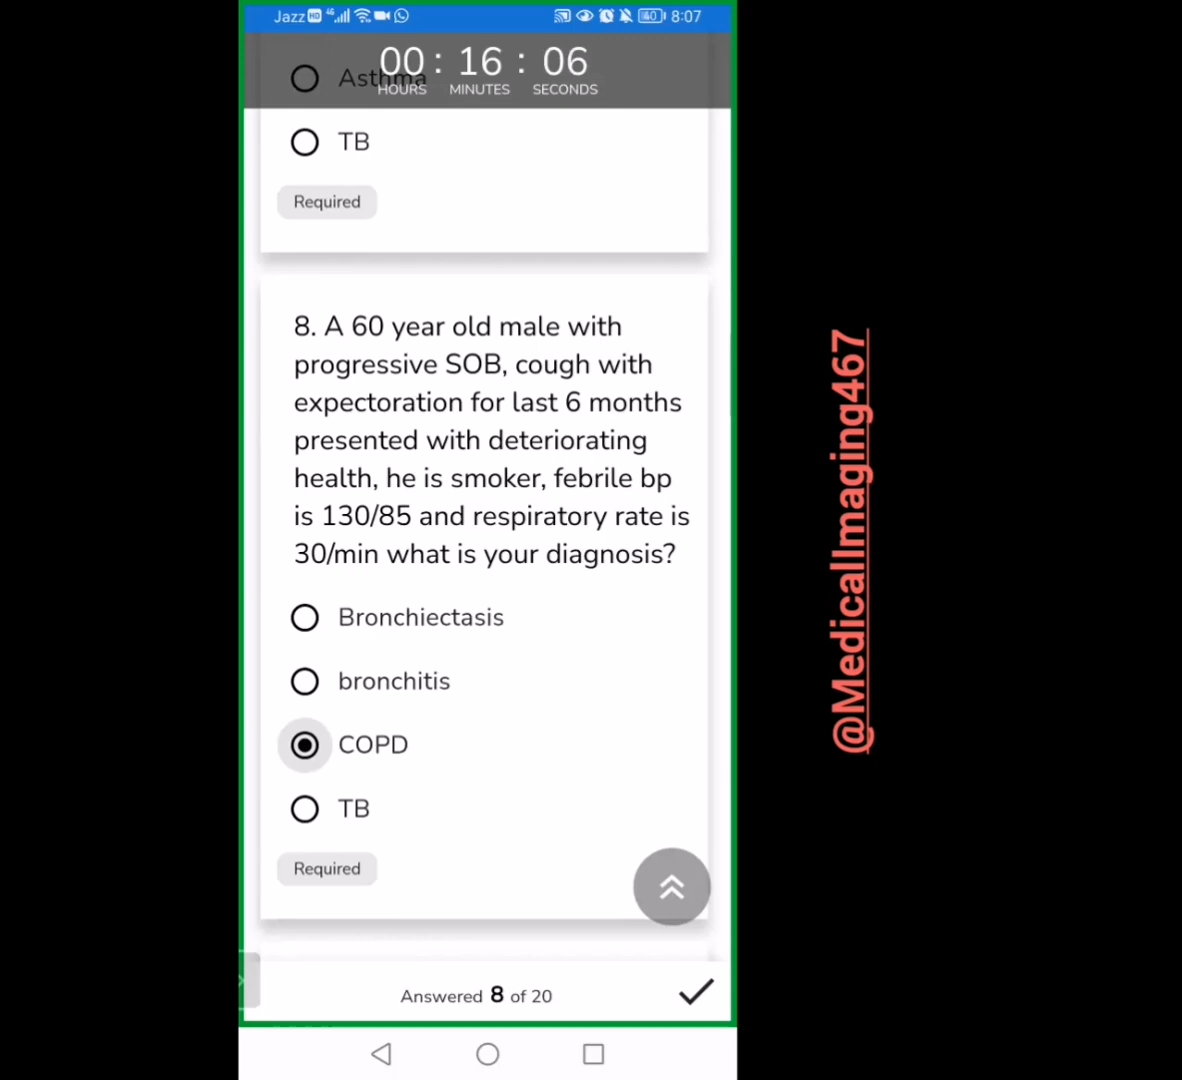 Jazz HD 4G 40 8:07
00 : 16 : 06
HOURS MINUTES SECONDS
Asthma
TB
Required
8. A 60 year old male with
progressive SOB, cough with
expectoration for last 6 months
presented with deteriorating
health, he is smoker, febrile bp
is 130/85 and respiratory rate is
30/min what is your diagnosis?
Bronchiectasis
bronchitis
COPD
TB
Required
Answered 8 of 20
@MedicalImaging467